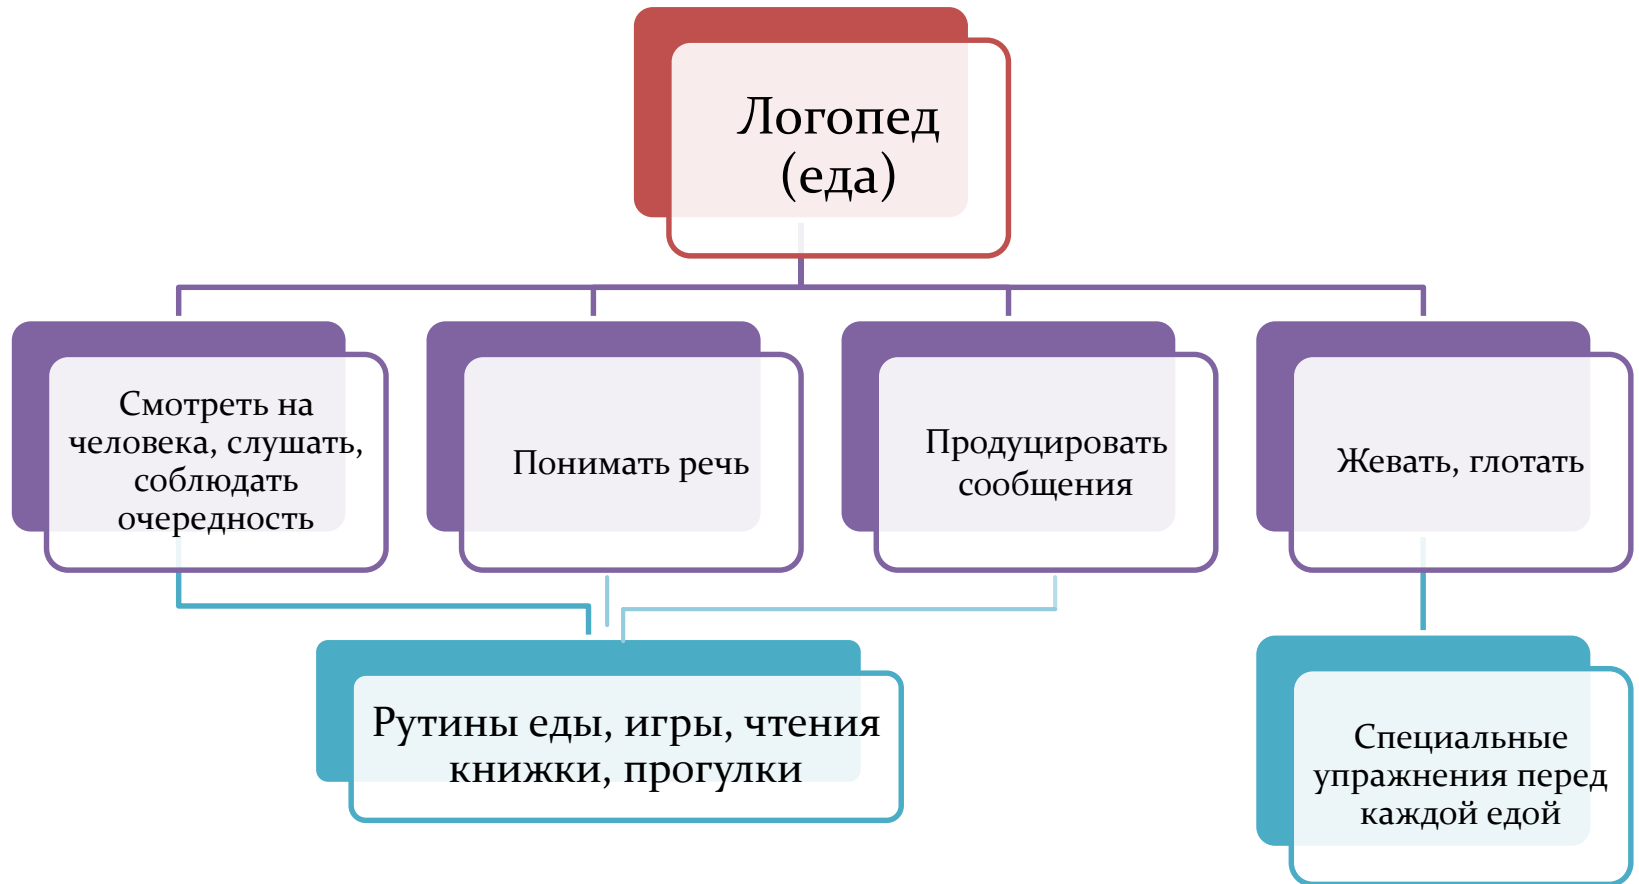 Логопед
(еда)
Смотреть на
человека, слушать,
соблюдать
очередность
Понимать речь
Продуцировать
сообщения
Жевать, глотать
Рутины еды, игры, чтения
книжки, прогулки
Специальные
упражнения перед
каждой едой